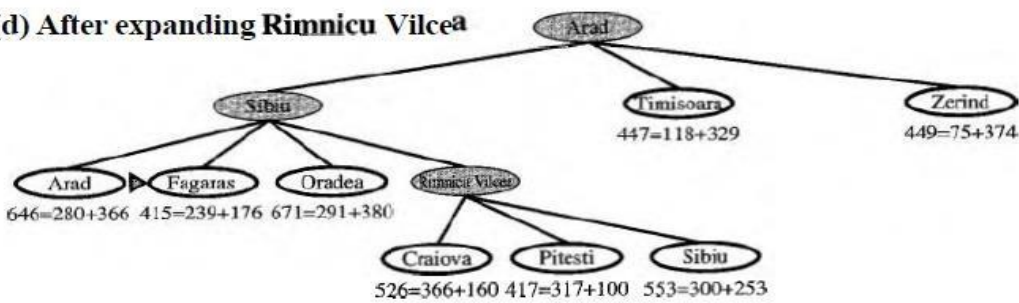 (d) After expanding Rimnicu Vilcea
Arad
Sibiu Timisoara Zerind
447=118+329 449=75+374
Arad Fagaras Oradea Rimnicu Vilcea
646=280+366 415=239+176 671=291+380
Craiova Pitesti Sibiu
526=366+160 417=317+100 553=300+253